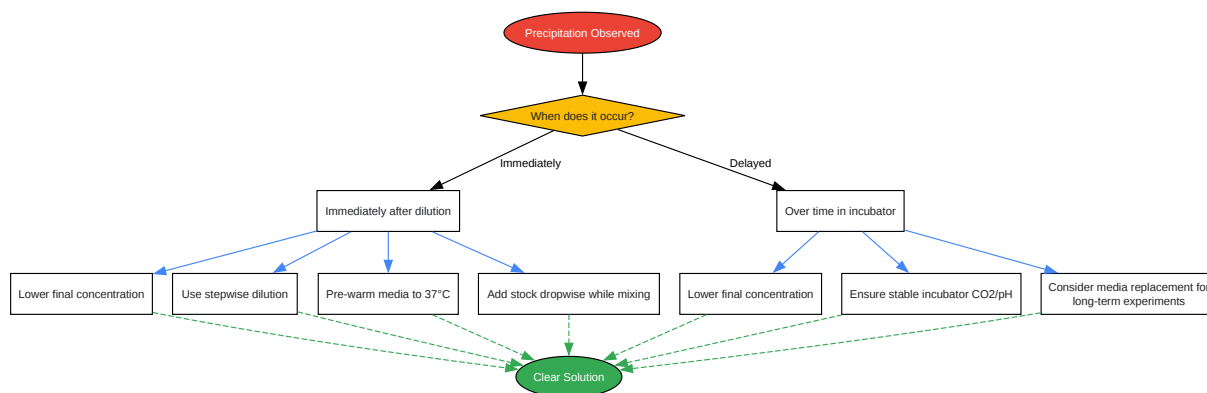 Precipitation Observed
When does it occur?
Immediately
Delayed
Immediately after dilution
Over time in incubator
Lower final concentration
Use stepwise dilution
Pre-warm media to 37°C
Add stock dropwise while mixing
Lower final concentration
Ensure stable incubator CO2/pH
Consider media replacement for
long-term experiments
Clear Solution